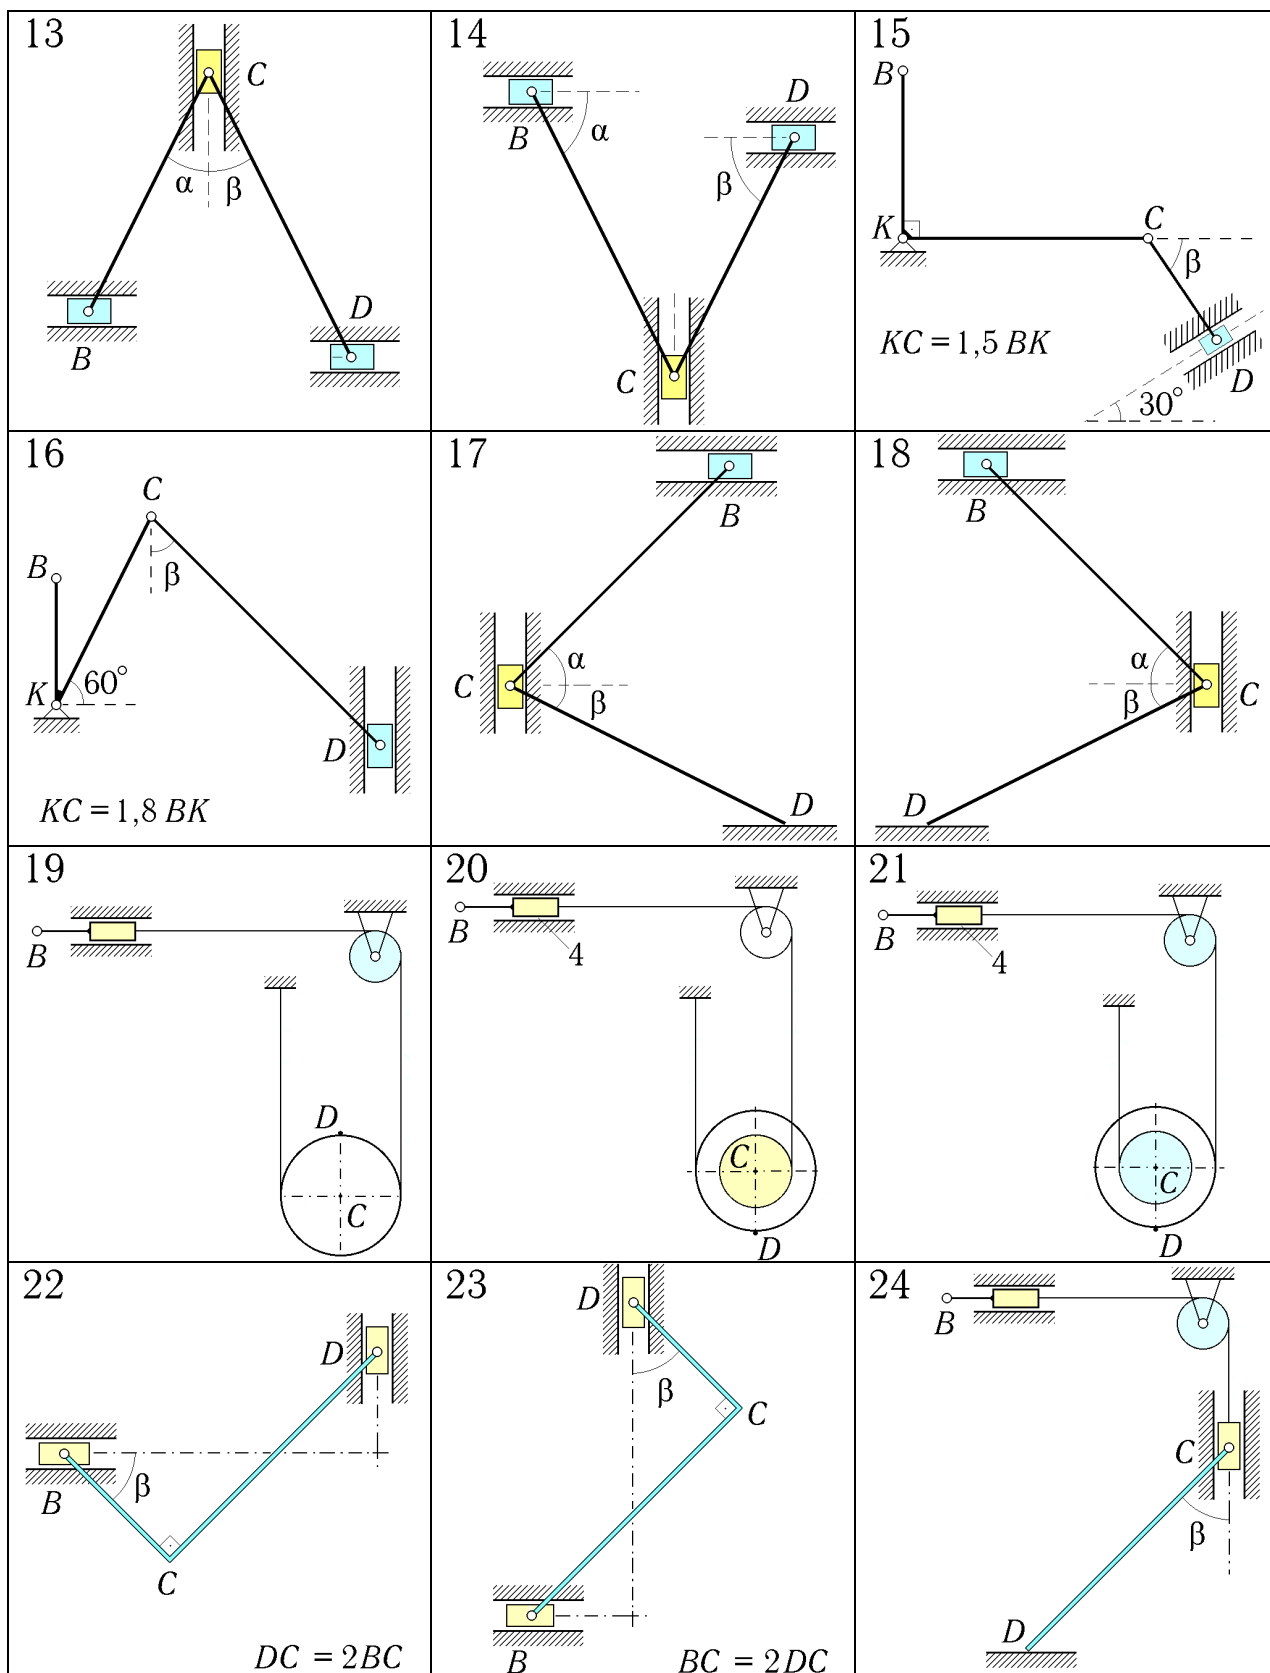 13
C
α β
D
B
14
D
B
α
β
C
15
B
K
C
β
KC = 1,5 BK
D
30°
16
C
B
β
K
60°
D
KC = 1,8 BK
17
B
α
C
β
D
18
B
α
C
β
D
19
B
D
C
20
B
4
C
D
21
B
4
C
D
22
D
B
β
C
DC = 2BC
23
D
β
C
B
BC = 2DC
24
B
C
β
D